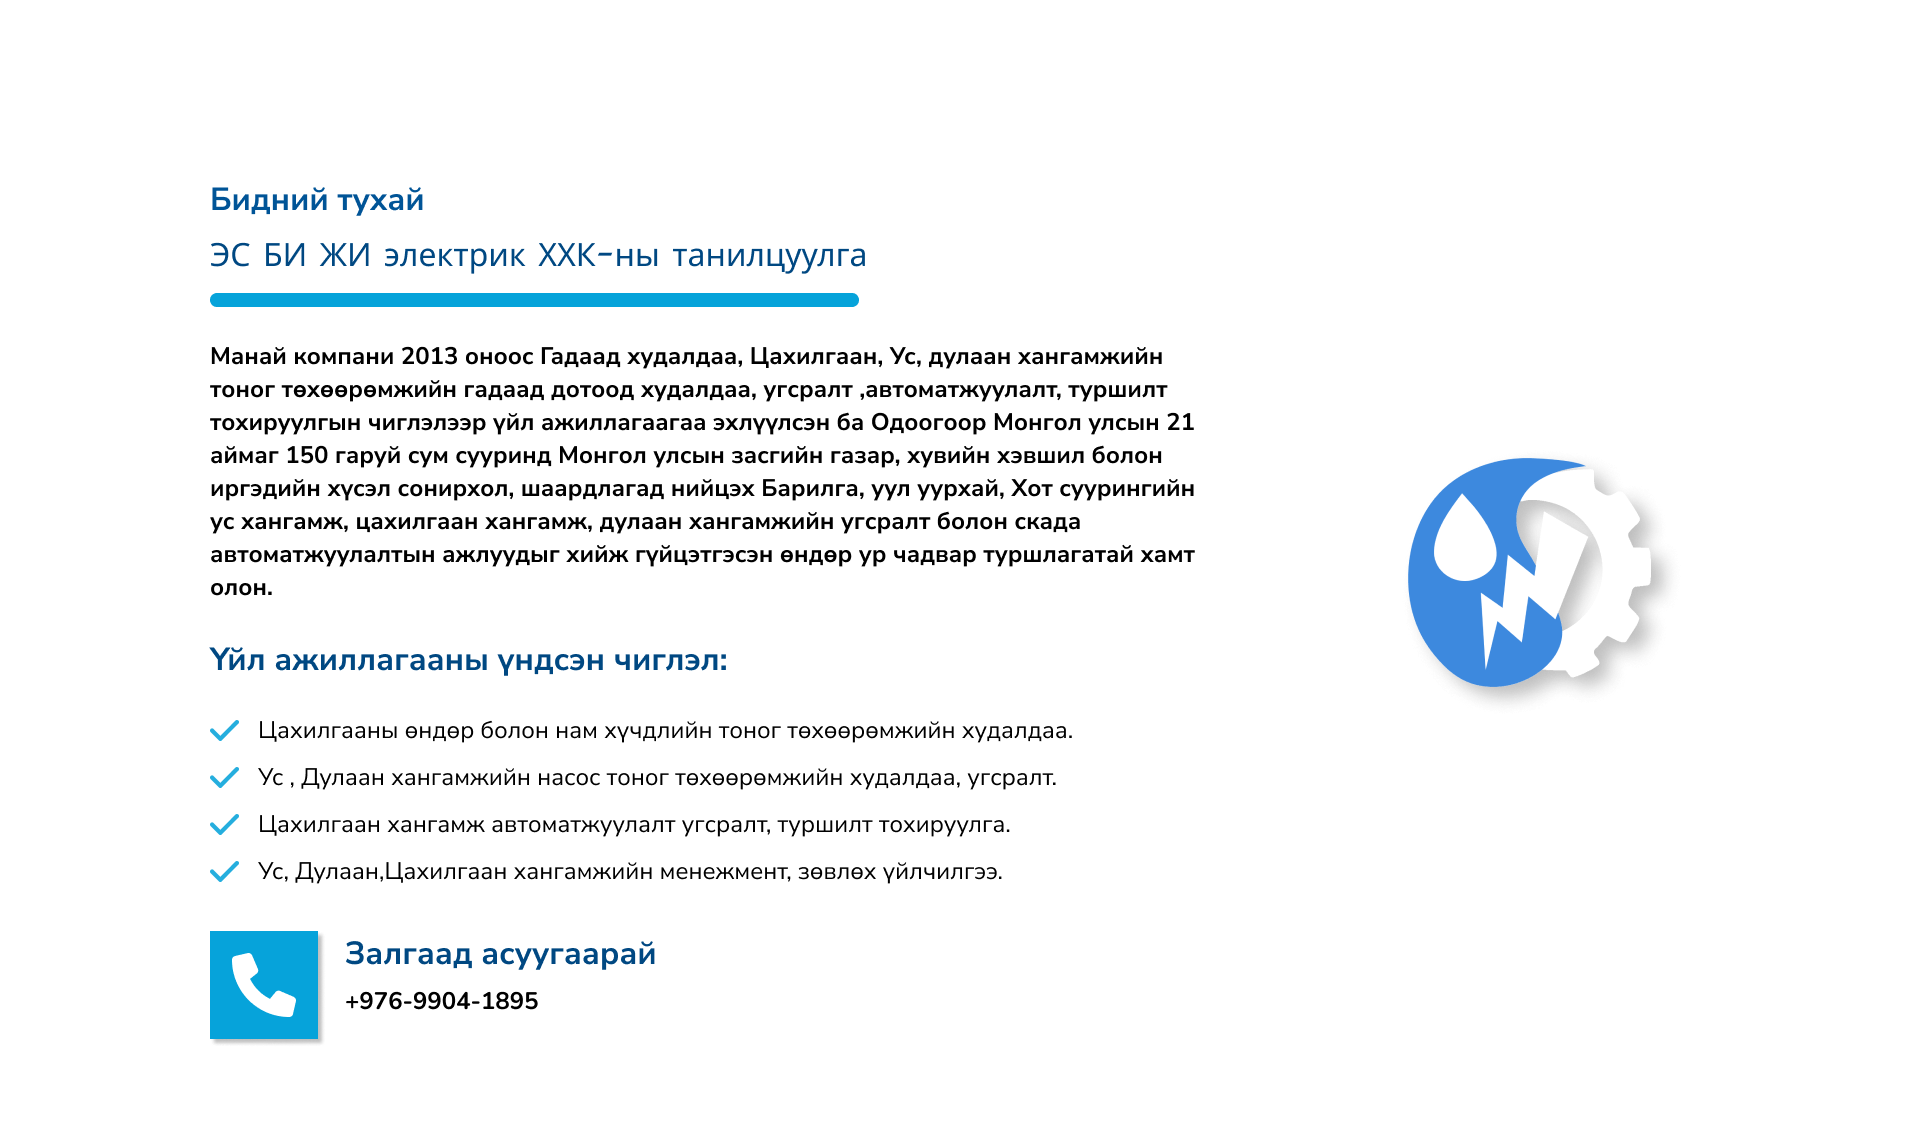 Бидний тухай
ЭС БИ ЖИ электрик ХХК-ны танилцуулга
Манай компани 2013 оноос Гадаад худалдаа, Цахилгаан, Ус, дулаан хангамжийн
тоног төхөөрөмжийн гадаад дотоод худалдаа, угсралт ,автоматжуулалт, туршилт
тохируулгын чиглэлээр үйл ажиллагаагаа эхлүүлсэн ба Одоогоор Монгол улсын 21
аймаг 150 гаруй сум сууринд Монгол улсын засгийн газар, хувийн хэвшил болон
иргэдийн хүсэл сонирхол, шаардлагад нийцэх Барилга, уул уурхай, Хот суурингийн
ус хангамж, цахилгаан хангамж, дулаан хангамжийн угсралт болон скада
автоматжуулалтын ажлуудыг хийж гүйцэтгэсэн өндөр ур чадвар туршлагатай хамт
олон.
Үйл ажиллагааны үндсэн чиглэл:
Цахилгааны өндөр болон нам хүчдлийн тоног төхөөрөмжийн худалдаа.
Ус , Дулаан хангамжийн насос тоног төхөөрөмжийн худалдаа, угсралт.
Цахилгаан хангамж автоматжуулалт угсралт, туршилт тохируулга.
Ус, Дулаан,Цахилгаан хангамжийн менежмент, зөвлөх үйлчилгээ.
Залгаад асуугаарай
+976-9904-1895